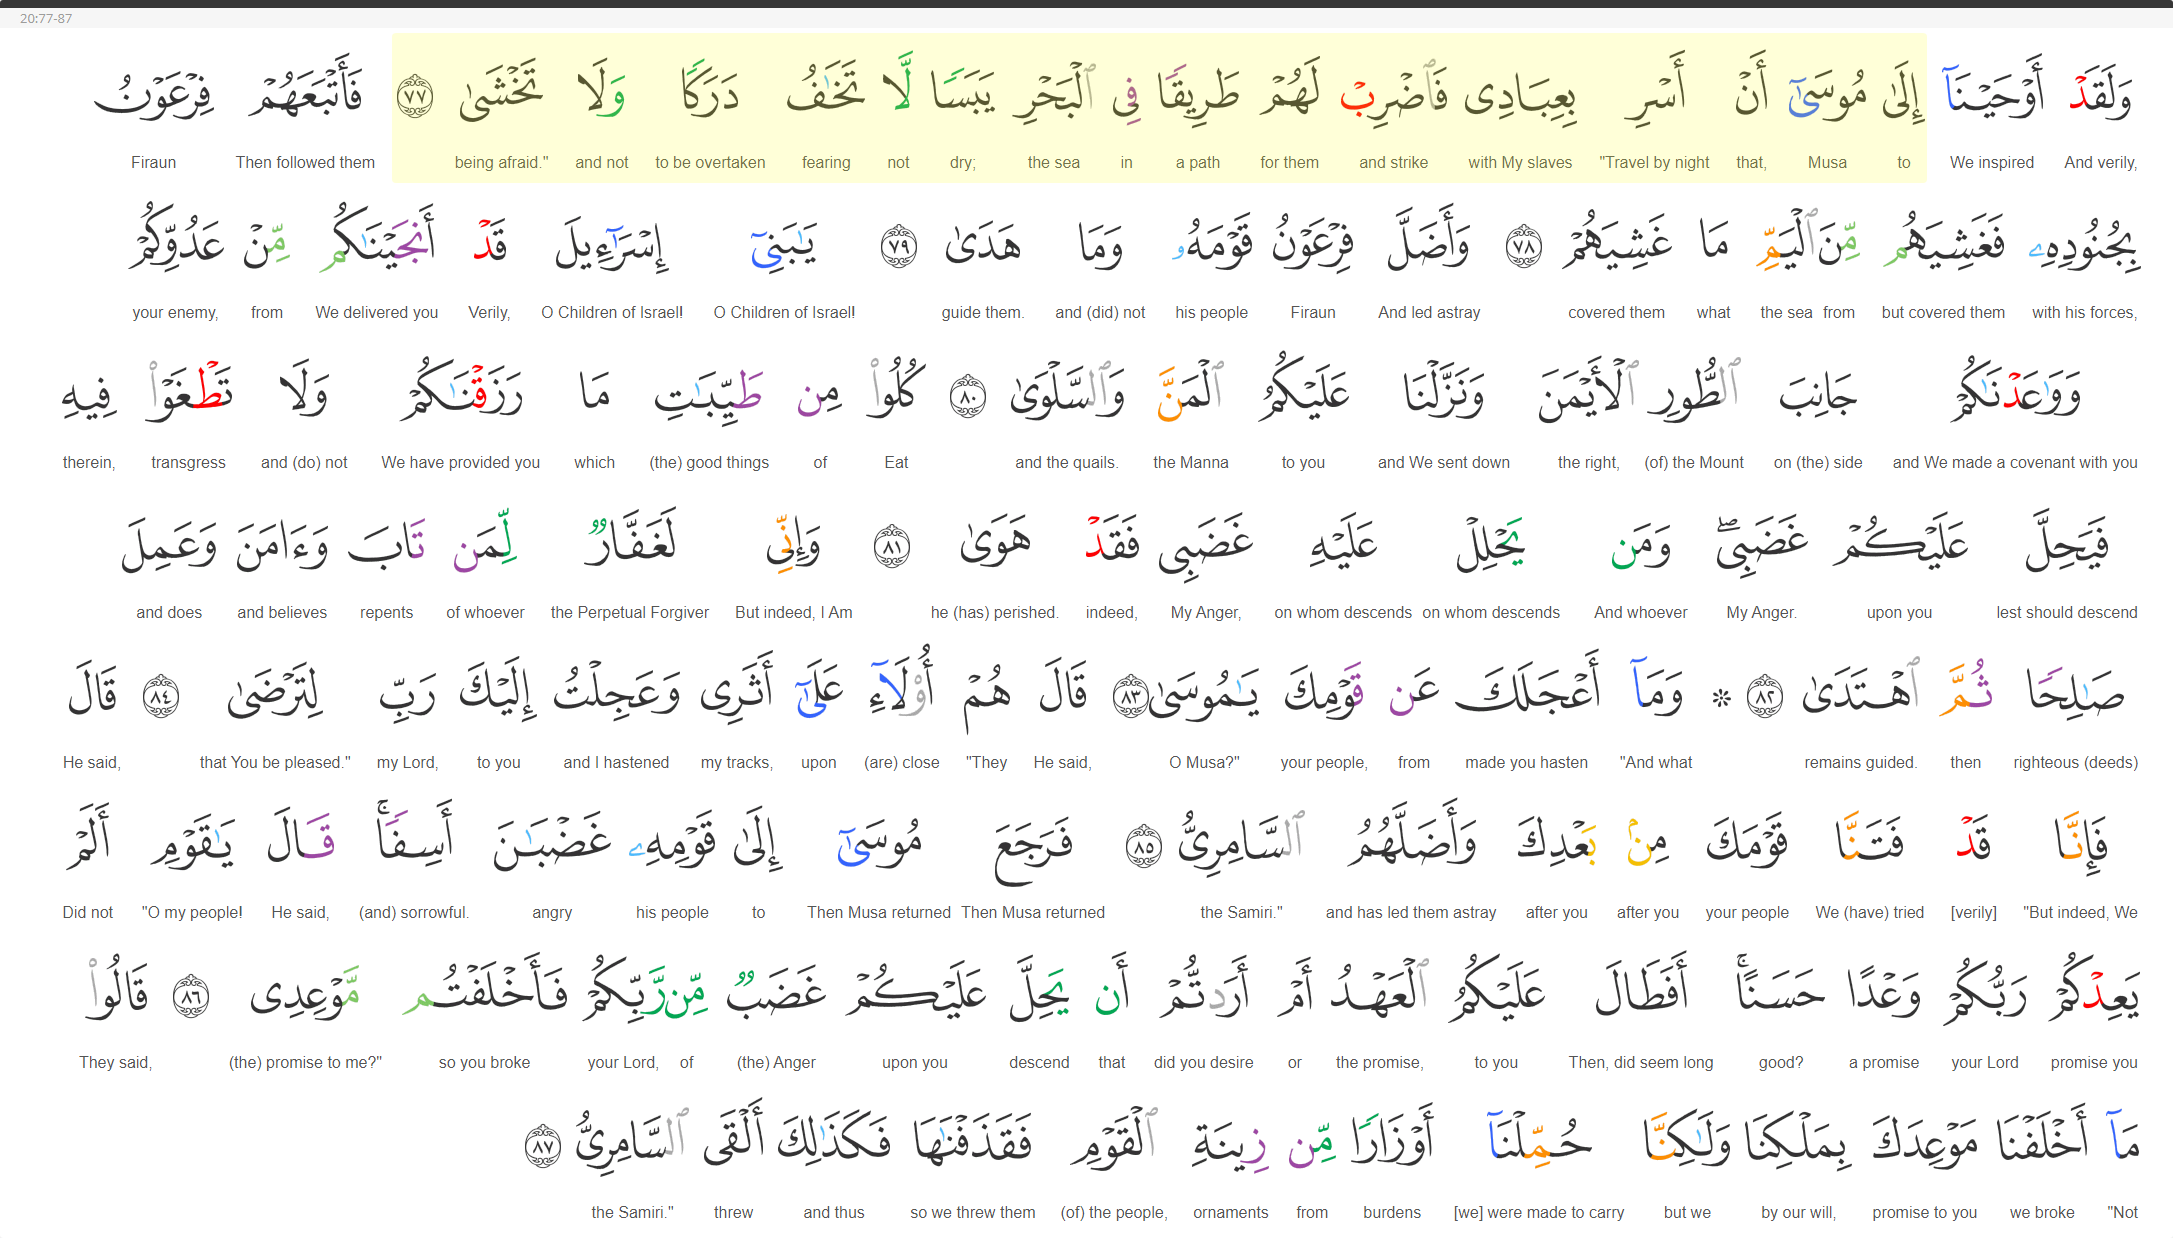 20:77-87
وَلَقَدْ أَوْحَيْنَآ إِلَىٰ مُوسَىٰٓ أَنْ أَسْرِ بِعِبَادِى فَٱضْرِبْ لَهُمْ طَرِيقًا فِى ٱلْبَحْرِ يَبَسًا لَّا تَخَـٰفُ دَرَكًا وَلَا تَخْشَىٰ ٧٧ فَأَتْبَعَهُمْ فِرْعَوْنُ
And verily, We inspired to Musa that, "Travel by night with My slaves and strike for them a path in the sea dry; not fearing to be overtaken and not being afraid." Then followed them Firaun
بِجُنُودِهِۦ فَغَشِيَهُم مِّنَ ٱلْيَمِّ مَا غَشِيَهُمْ ٧٨ وَأَضَلَّ فِرْعَوْنُ قَوْمَهُۥ وَمَا هَدَىٰ ٧٩ يَـٰبَنِىٓ إِسْرَٰٓءِيلَ قَدْ أَنجَيْنَـٰكُم مِّنْ عَدُوِّكُمْ
with his forces, but covered them from the sea what covered them And led astray Firaun his people and (did) not guide them. O Children of Israel! O Children of Israel! Verily, We delivered you from your enemy,
وَوَٰعَدْنَـٰكُمْ جَانِبَ ٱلطُّورِ ٱلْأَيْمَنَ وَنَزَّلْنَا عَلَيْكُمُ ٱلْمَنَّ وَٱلسَّلْوَىٰ ٨٠ كُلُوا۟ مِن طَيِّبَـٰتِ مَا رَزَقْنَـٰكُمْ وَلَا تَطْغَوْا۟ فِيهِ
and We made a covenant with you on (the) side (of) the Mount the right, and We sent down to you the Manna and the quails. Eat of (the) good things which We have provided you and (do) not transgress therein,
فَيَحِلَّ عَلَيْكُمْ غَضَبِى ۖ وَمَن يَحْلِلْ عَلَيْهِ غَضَبِى فَقَدْ هَوَىٰ ٨١ وَإِنِّى لَغَفَّارٌ لِّمَن تَابَ وَءَامَنَ وَعَمِلَ
lest should descend upon you My Anger. And whoever on whom descends on whom descends My Anger, indeed, he (has) perished. But indeed, I Am the Perpetual Forgiver of whoever repents and believes and does
صَـٰلِحًا ثُمَّ ٱهْتَدَىٰ ٨٢ ۞ وَمَآ أَعْجَلَكَ عَن قَوْمِكَ يَـٰمُوسَىٰ ٨٣ قَالَ هُمْ أُو۟لَآءِ عَلَىٰٓ أَثَرِى وَعَجِلْتُ إِلَيْكَ رَبِّ لِتَرْضَىٰ ٨٤ قَالَ
righteous (deeds) then remains guided. "And what made you hasten from your people, O Musa?" He said, "They (are) close upon my tracks, and I hastened to you my Lord, that You be pleased." He said,
فَإِنَّا قَدْ فَتَنَّا قَوْمَكَ مِنۢ بَعْدِكَ وَأَضَلَّهُمُ ٱلسَّامِرِىُّ ٨٥ فَرَجَعَ مُوسَىٰٓ إِلَىٰ قَوْمِهِۦ غَضْبَـٰنَ أَسِفًا ۚ قَالَ يَـٰقَوْمِ أَلَمْ
"But indeed, We [verily] We (have) tried your people after you after you and has led them astray the Samiri." Then Musa returned Then Musa returned to his people angry (and) sorrowful. He said, "O my people! Did not
يَعِدْكُمْ رَبُّكُمْ وَعْدًا حَسَنًا ۚ أَفَطَالَ عَلَيْكُمُ ٱلْعَهْدُ أَمْ أَرَدتُّمْ أَن يَحِلَّ عَلَيْكُمْ غَضَبٌ مِّن رَّبِّكُمْ فَأَخْلَفْتُم مَّوْعِدِى ٨٦ قَالُوا۟
promise you your Lord a promise good? Then, did seem long to you the promise, or did you desire that descend upon you (the) Anger of your Lord, so you broke (the) promise to me?" They said,
مَآ أَخْلَفْنَا مَوْعِدَكَ بِمَلْكِنَا وَلَـٰكِنَّا حُمِّلْنَآ أَوْزَارًا مِّن زِينَةِ ٱلْقَوْمِ فَقَذَفْنَـٰهَا فَكَذَٰلِكَ أَلْقَى ٱلسَّامِرِىُّ ٨٧
"Not we broke promise to you by our will, but we [we] were made to carry burdens from ornaments (of) the people, so we threw them and thus threw the Samiri."